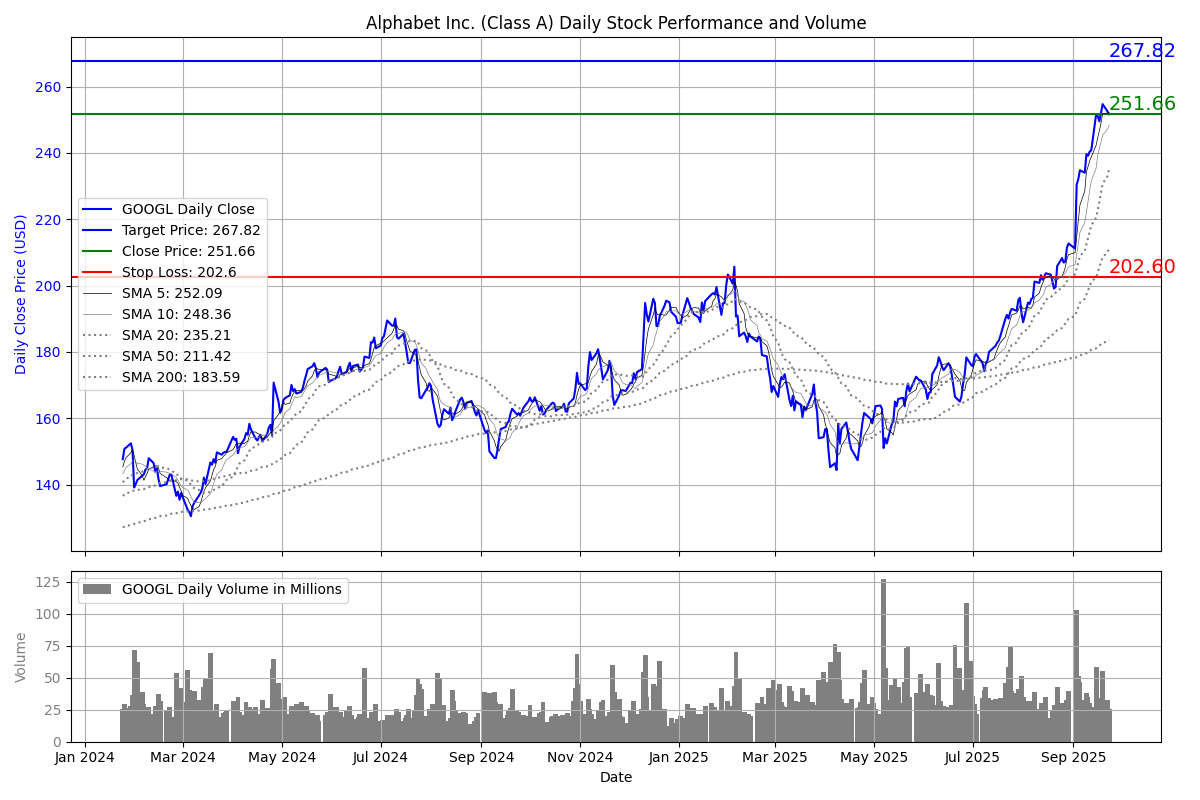 Alphabet Inc. (Class A) Daily Stock Performance and Volume
267.82
251.66
202.60
Daily Close Price (USD)
260
240
220
200
180
160
140
GOOGL Daily Close
Target Price: 267.82
Close Price: 251.66
Stop Loss: 202.6
SMA 5: 252.09
SMA 10: 248.36
SMA 20: 235.21
SMA 50: 211.42
SMA 200: 183.59
Volume
125
100
75
50
25
0
GOOGL Daily Volume in Millions
Jan 2024 Mar 2024 May 2024 Jul 2024 Sep 2024 Nov 2024 Jan 2025 Mar 2025 May 2025 Jul 2025 Sep 2025
Date